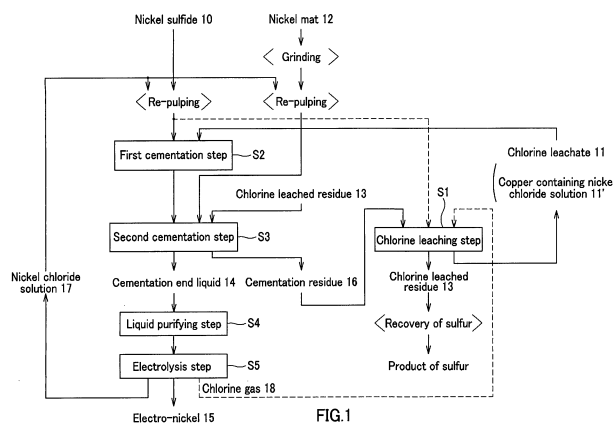 Nickel sulfide 10
Nickel mat 12
Grinding
Re-pulping
Re-pulping
First cementation step
S2
Chlorine leachate 11
Copper containing nicke
chloride solution 11'
Chlorine leached residue 13
S1
Second cementation step
S3
Chlorine leaching step
Nickel chloride
solution 17
Cementation end liquid 14
Cementation residue 16
Chlorine leached
residue 13
Liquid purifying step
S4
Recovery of sulfur
Electrolysis step
S5
Product of sulfur
Chlorine gas 18
Electro-nickel 15
FIG.1